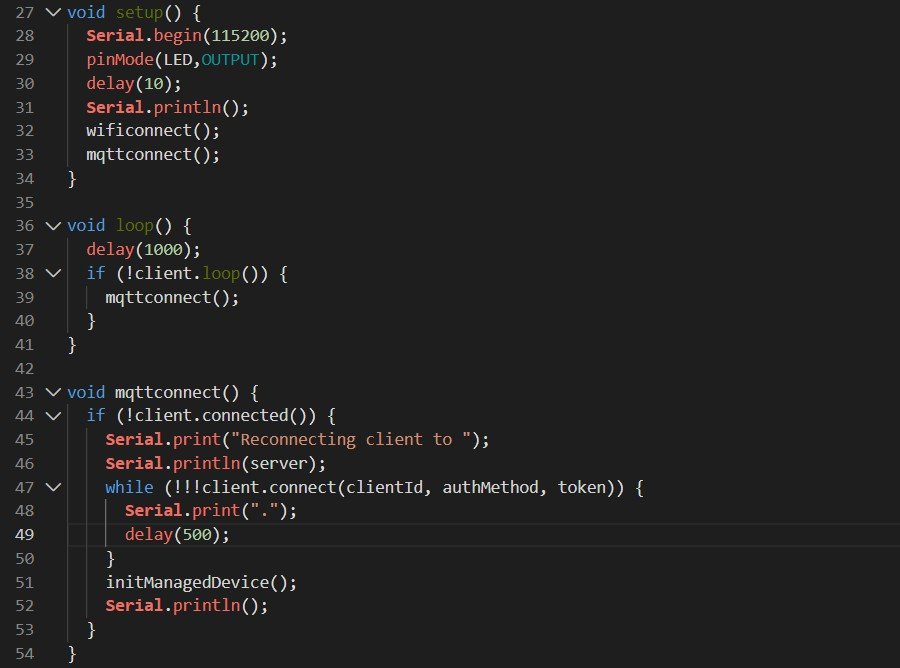 27 void setup() {
28 Serial.begin(115200);
29 pinMode(LED,OUTPUT);
30 delay(10);
31 Serial.println();
32 wificonnect();
33 mqttconnect();
34 }
35
36 void loop() {
37 delay(1000);
38 if (!client.loop()) {
39 mqttconnect();
40 }
41 }
42
43 void mqttconnect() {
44 if (!client.connected()) {
45 Serial.print("Reconnecting client to ");
46 Serial.println(server);
47 while (!!!client.connect(clientId, authMethod, token)) {
48 Serial.print(".");
49 delay(500);
50 }
51 initManagedDevice();
52 Serial.println();
53 }
54 }